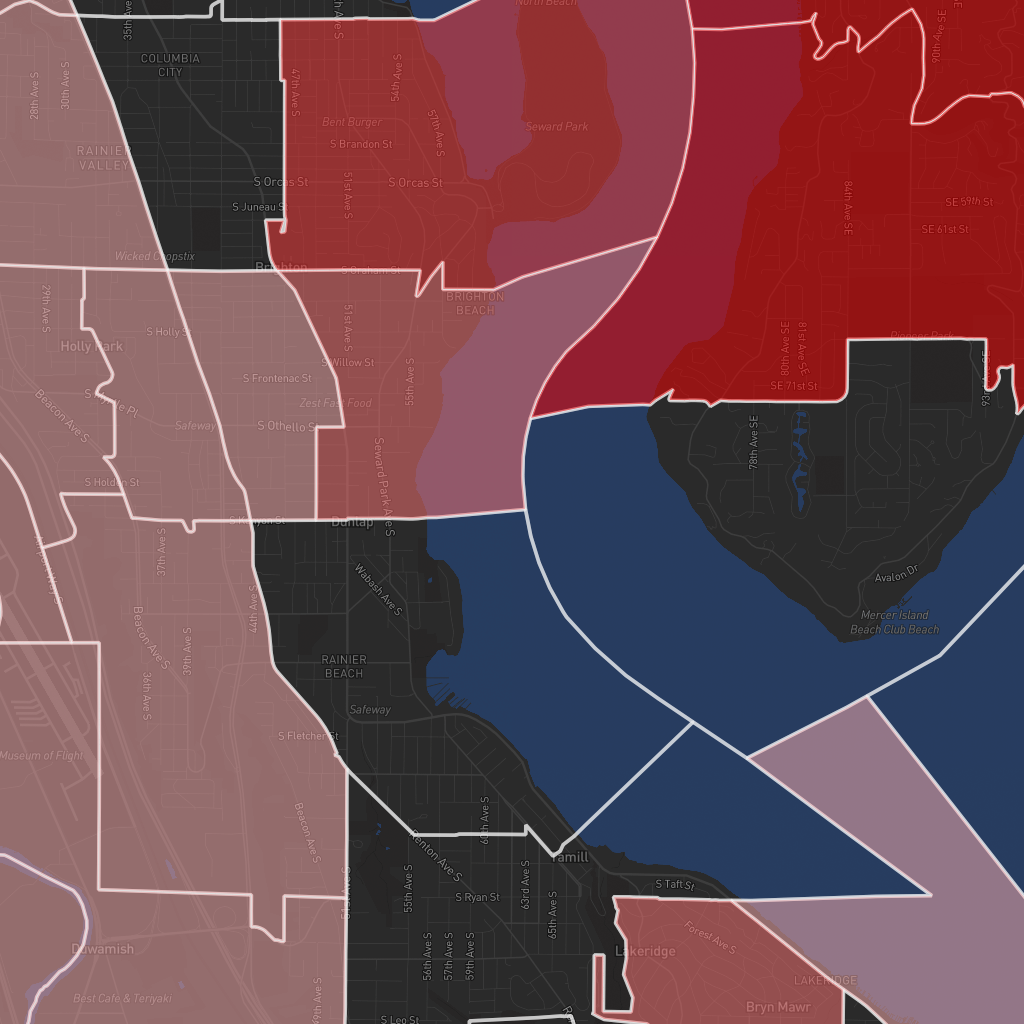 North Beach
35th Ave S
COLUMBIA
CITY
28th Ave S
30th Ave S
47th Ave S
54th Ave S
57th Ave S
90th Ave SE
Bent Burger
S Brandon St
Seward Park
RAINIER
VALLEY
S Orcas St
S Orcas St
51st Ave S
84th Ave SE
SE 59th St
SE 61st St
S Juneau St
Wicked Chopstix
Brighton
S Graham St
BRIGHTON
BEACH
29th Ave S
S Holly St
51st Ave S
Holly Park
S Willow St
55th Ave S
80th Ave SE
81st Ave SE
Pioneer Park
S Frontenac St
SE 71st St
Beacon Ave S
Zest Fast Food
Safeway
S Othello S
78th Ave SE
Seward Park Ave S
S Holden St
S Kenyon St
Dunlap
37th Ave S
Airport Way S
Wabash Ave S
Avalon Dr
44th Ave S
Mercer Island
Beach Club Beach
Beacon Ave S
39th Ave S
RAINIER
BEACH
36th Ave S
Safeway
S Fletcher St
Museum of Flight
Beacon Ave S
60th Ave S
Renton Ave S
Yamill
S Taft St
55th Ave S
63rd Ave S
S Ryan St
65th Ave S
51st Ave S
Forest Ave S
Duwamish
56th Ave S
57th Ave S
59th Ave S
Lakeridge
LAKERIDGE
Best Cafe & Teriyaki
49th Ave S
Bryn Mawr
S Leo St